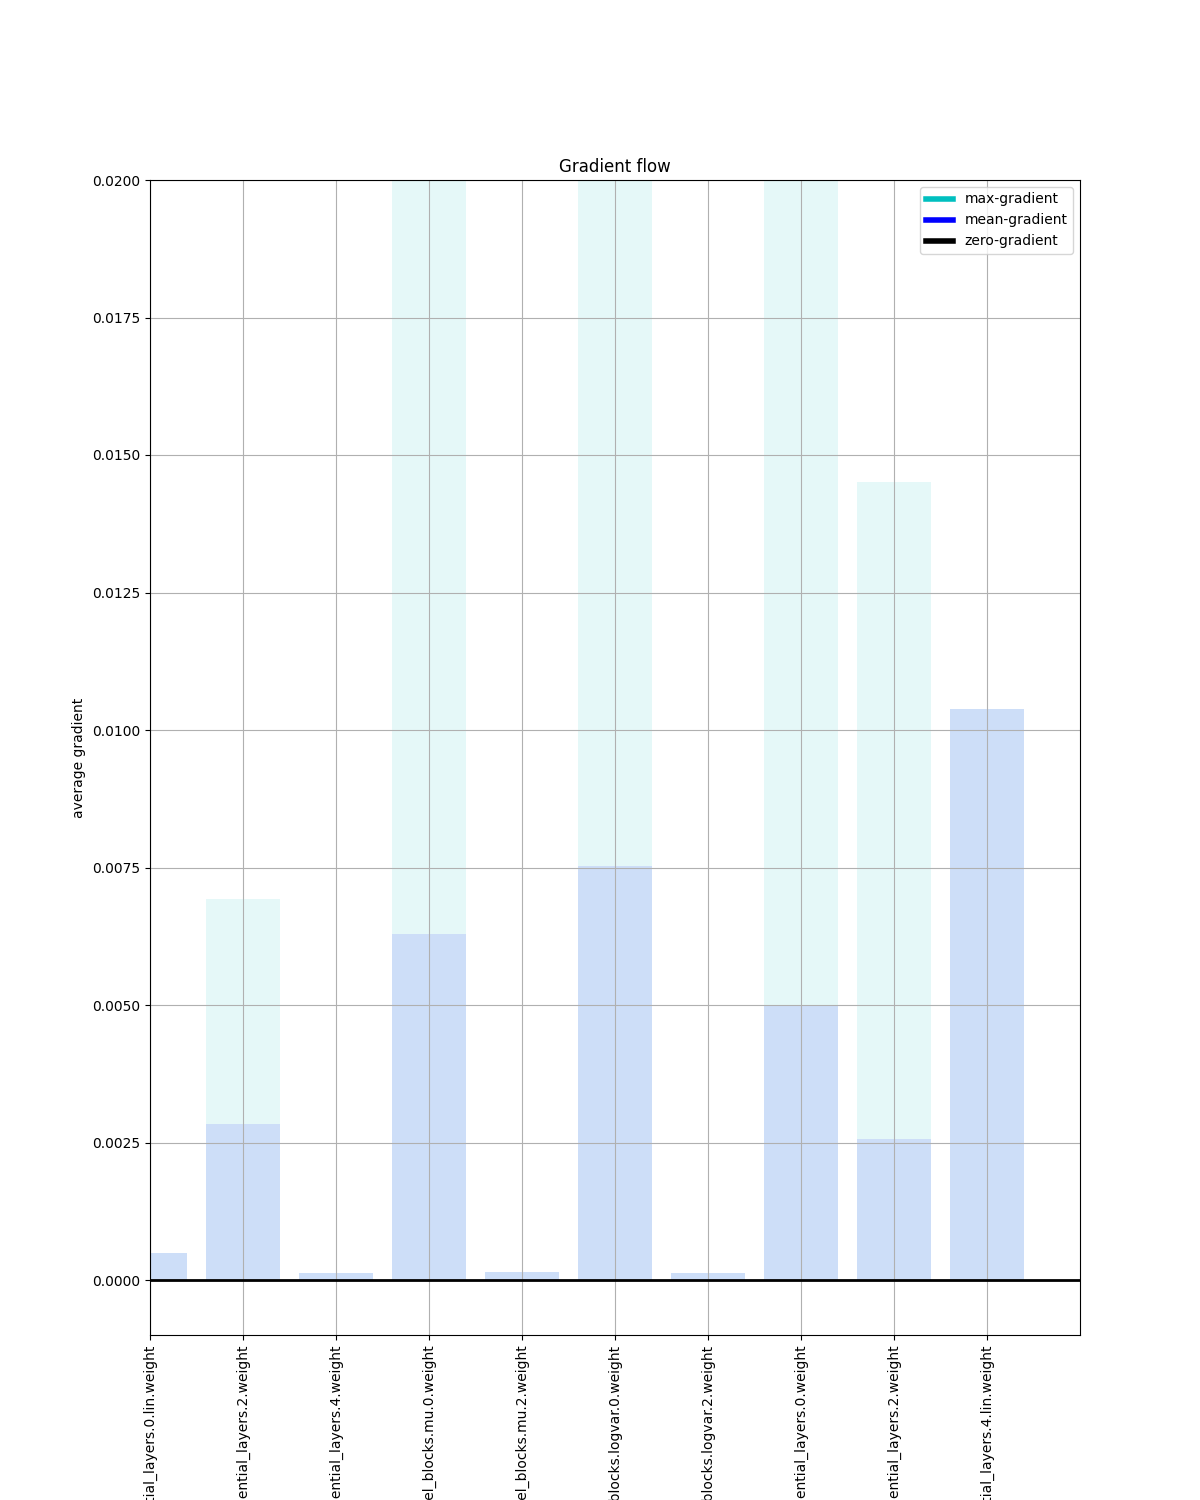 Gradient flow
max-gradient
mean-gradient
zero-gradient
0.0200
0.0175
0.0150
0.0125
0.0100
0.0075
0.0050
0.0025
0.0000
average gradient
tial_layers.0.lin.weight
ential_layers.2.weight
ential_layers.4.weight
el_blocks.mu.0.weight
el_blocks.mu.2.weight
blocks.logvar.0.weight
blocks.logvar.2.weight
ential_layers.0.weight
ential_layers.2.weight
tial_layers.4.lin.weight